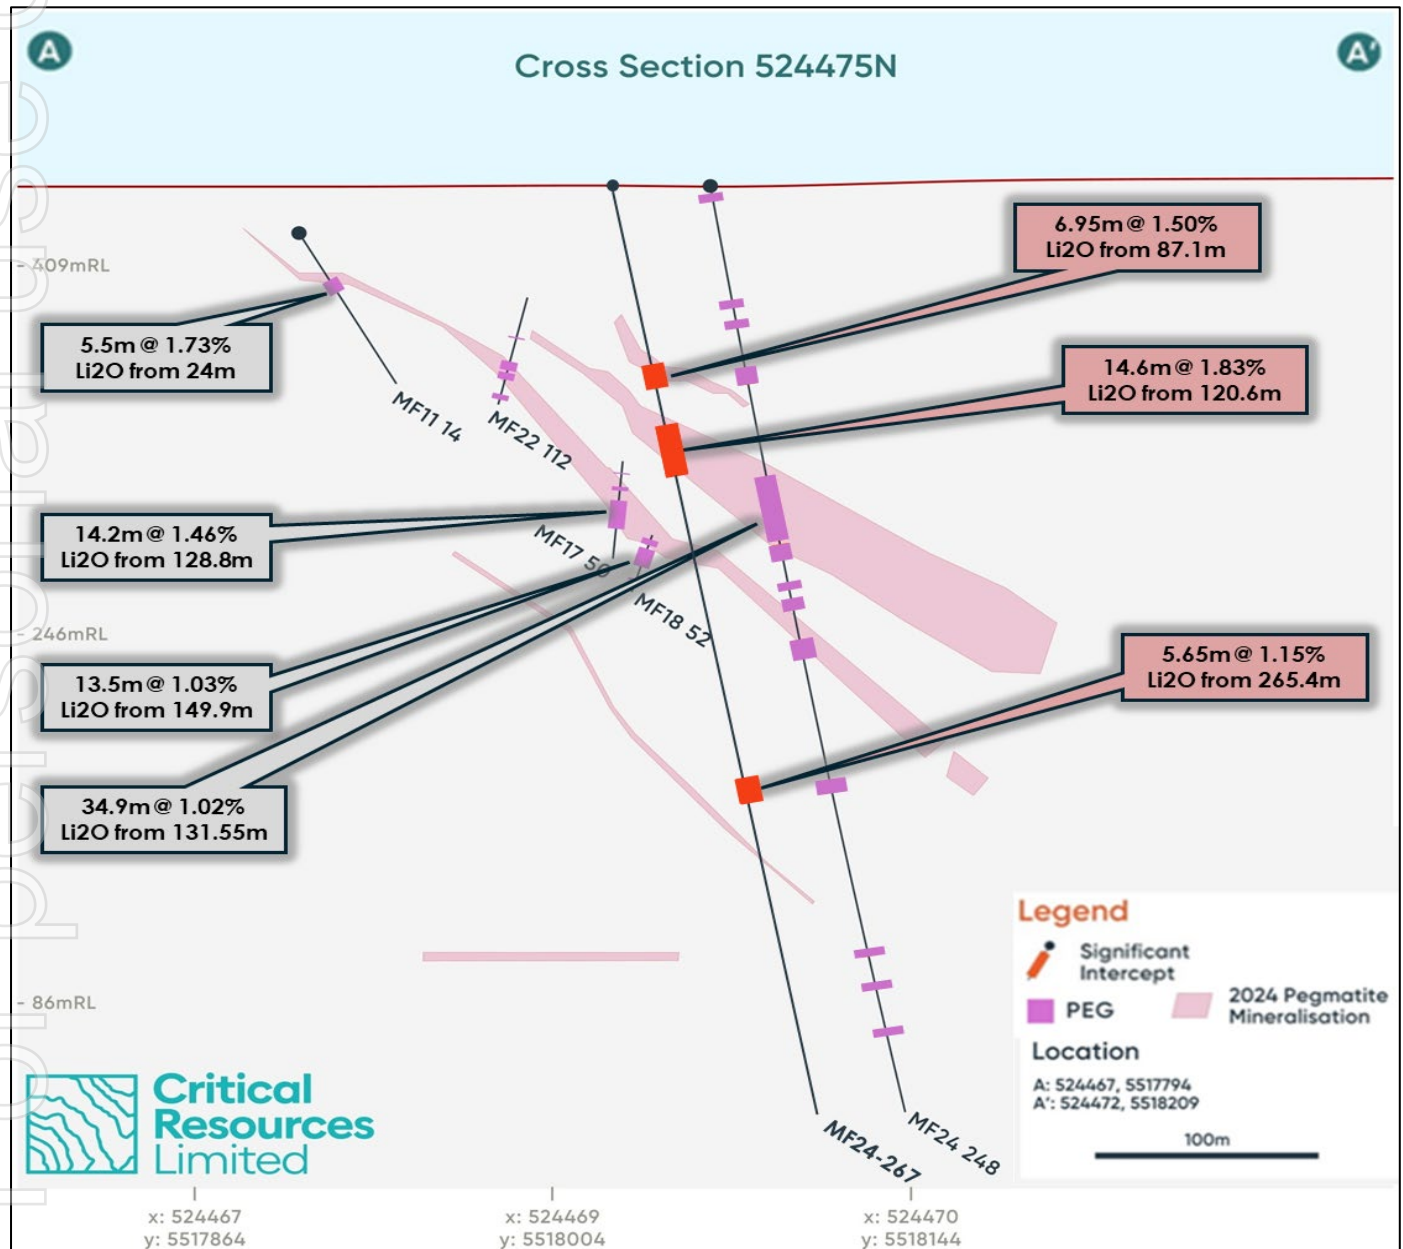 A
A'
Cross Section 524475N
- 409mRL
6.95m @ 1.50%
Li2O from 87.1m
5.5m @ 1.73%
Li2O from 24m
14.6m @ 1.83%
Li2O from 120.6m
MF11 14
MF22 112
14.2m @ 1.46%
Li2O from 128.8m
MF17 50
MF18 52
- 246mRL
13.5m @ 1.03%
Li2O from 149.9m
5.65m @ 1.15%
Li2O from 265.4m
34.9m @ 1.02%
Li2O from 131.55m
- 86mRL
Legend
Significant
Intercept
PEG
2024 Pegmatite
Mineralisation
Location
A: 524467, 5517794
A': 524472, 5518209
100m
Critical
Resources
Limited
MF24-267
MF24 248
x: 524467
y: 5517864
x: 524469
y: 5518004
x: 524470
y: 5518144